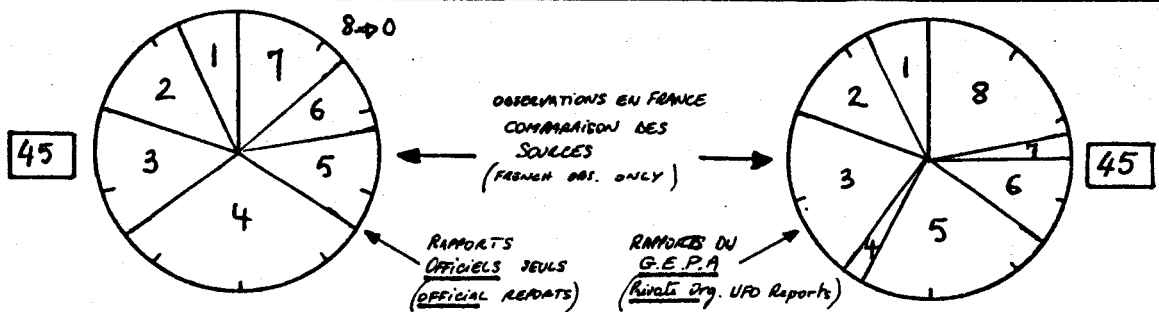 8→0
1
7
2
6
3
5
4
45
OBSERVATIONS EN FRANCE
COMPARAISON DES
SOURCES
(FRENCH OBS. ONLY)
1
8
2
7
3
6
4
5
45
RAPPORTS
OFFICIELS SEULS
(OFFICIAL REPORTS)
RAPPORTS DU
G.E.P.A
(Private Org. UFO Reports)